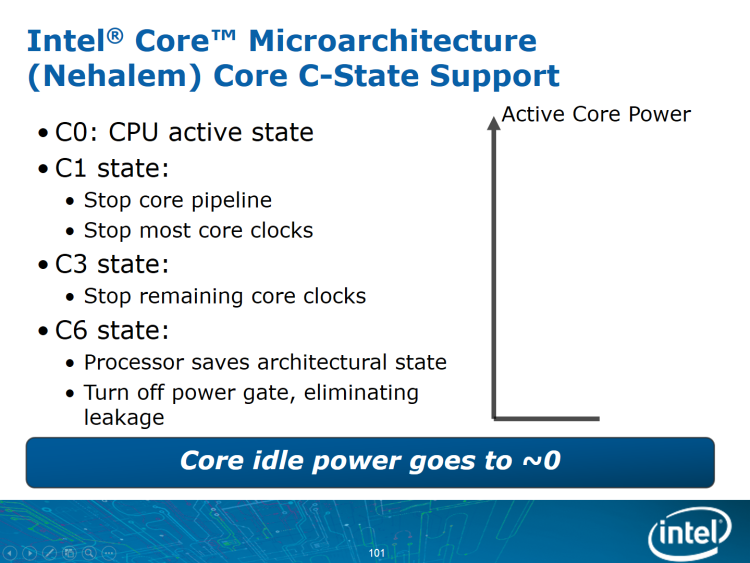 Intel® Core™ Microarchitecture
(Nehalem) Core C-State Support
Active Core Power
• C0: CPU active state
• C1 state:
• Stop core pipeline
• Stop most core clocks
• C3 state:
• Stop remaining core clocks
• C6 state:
• Processor saves architectural state
• Turn off power gate, eliminating
leakage
Core idle power goes to ~0
101
intel®